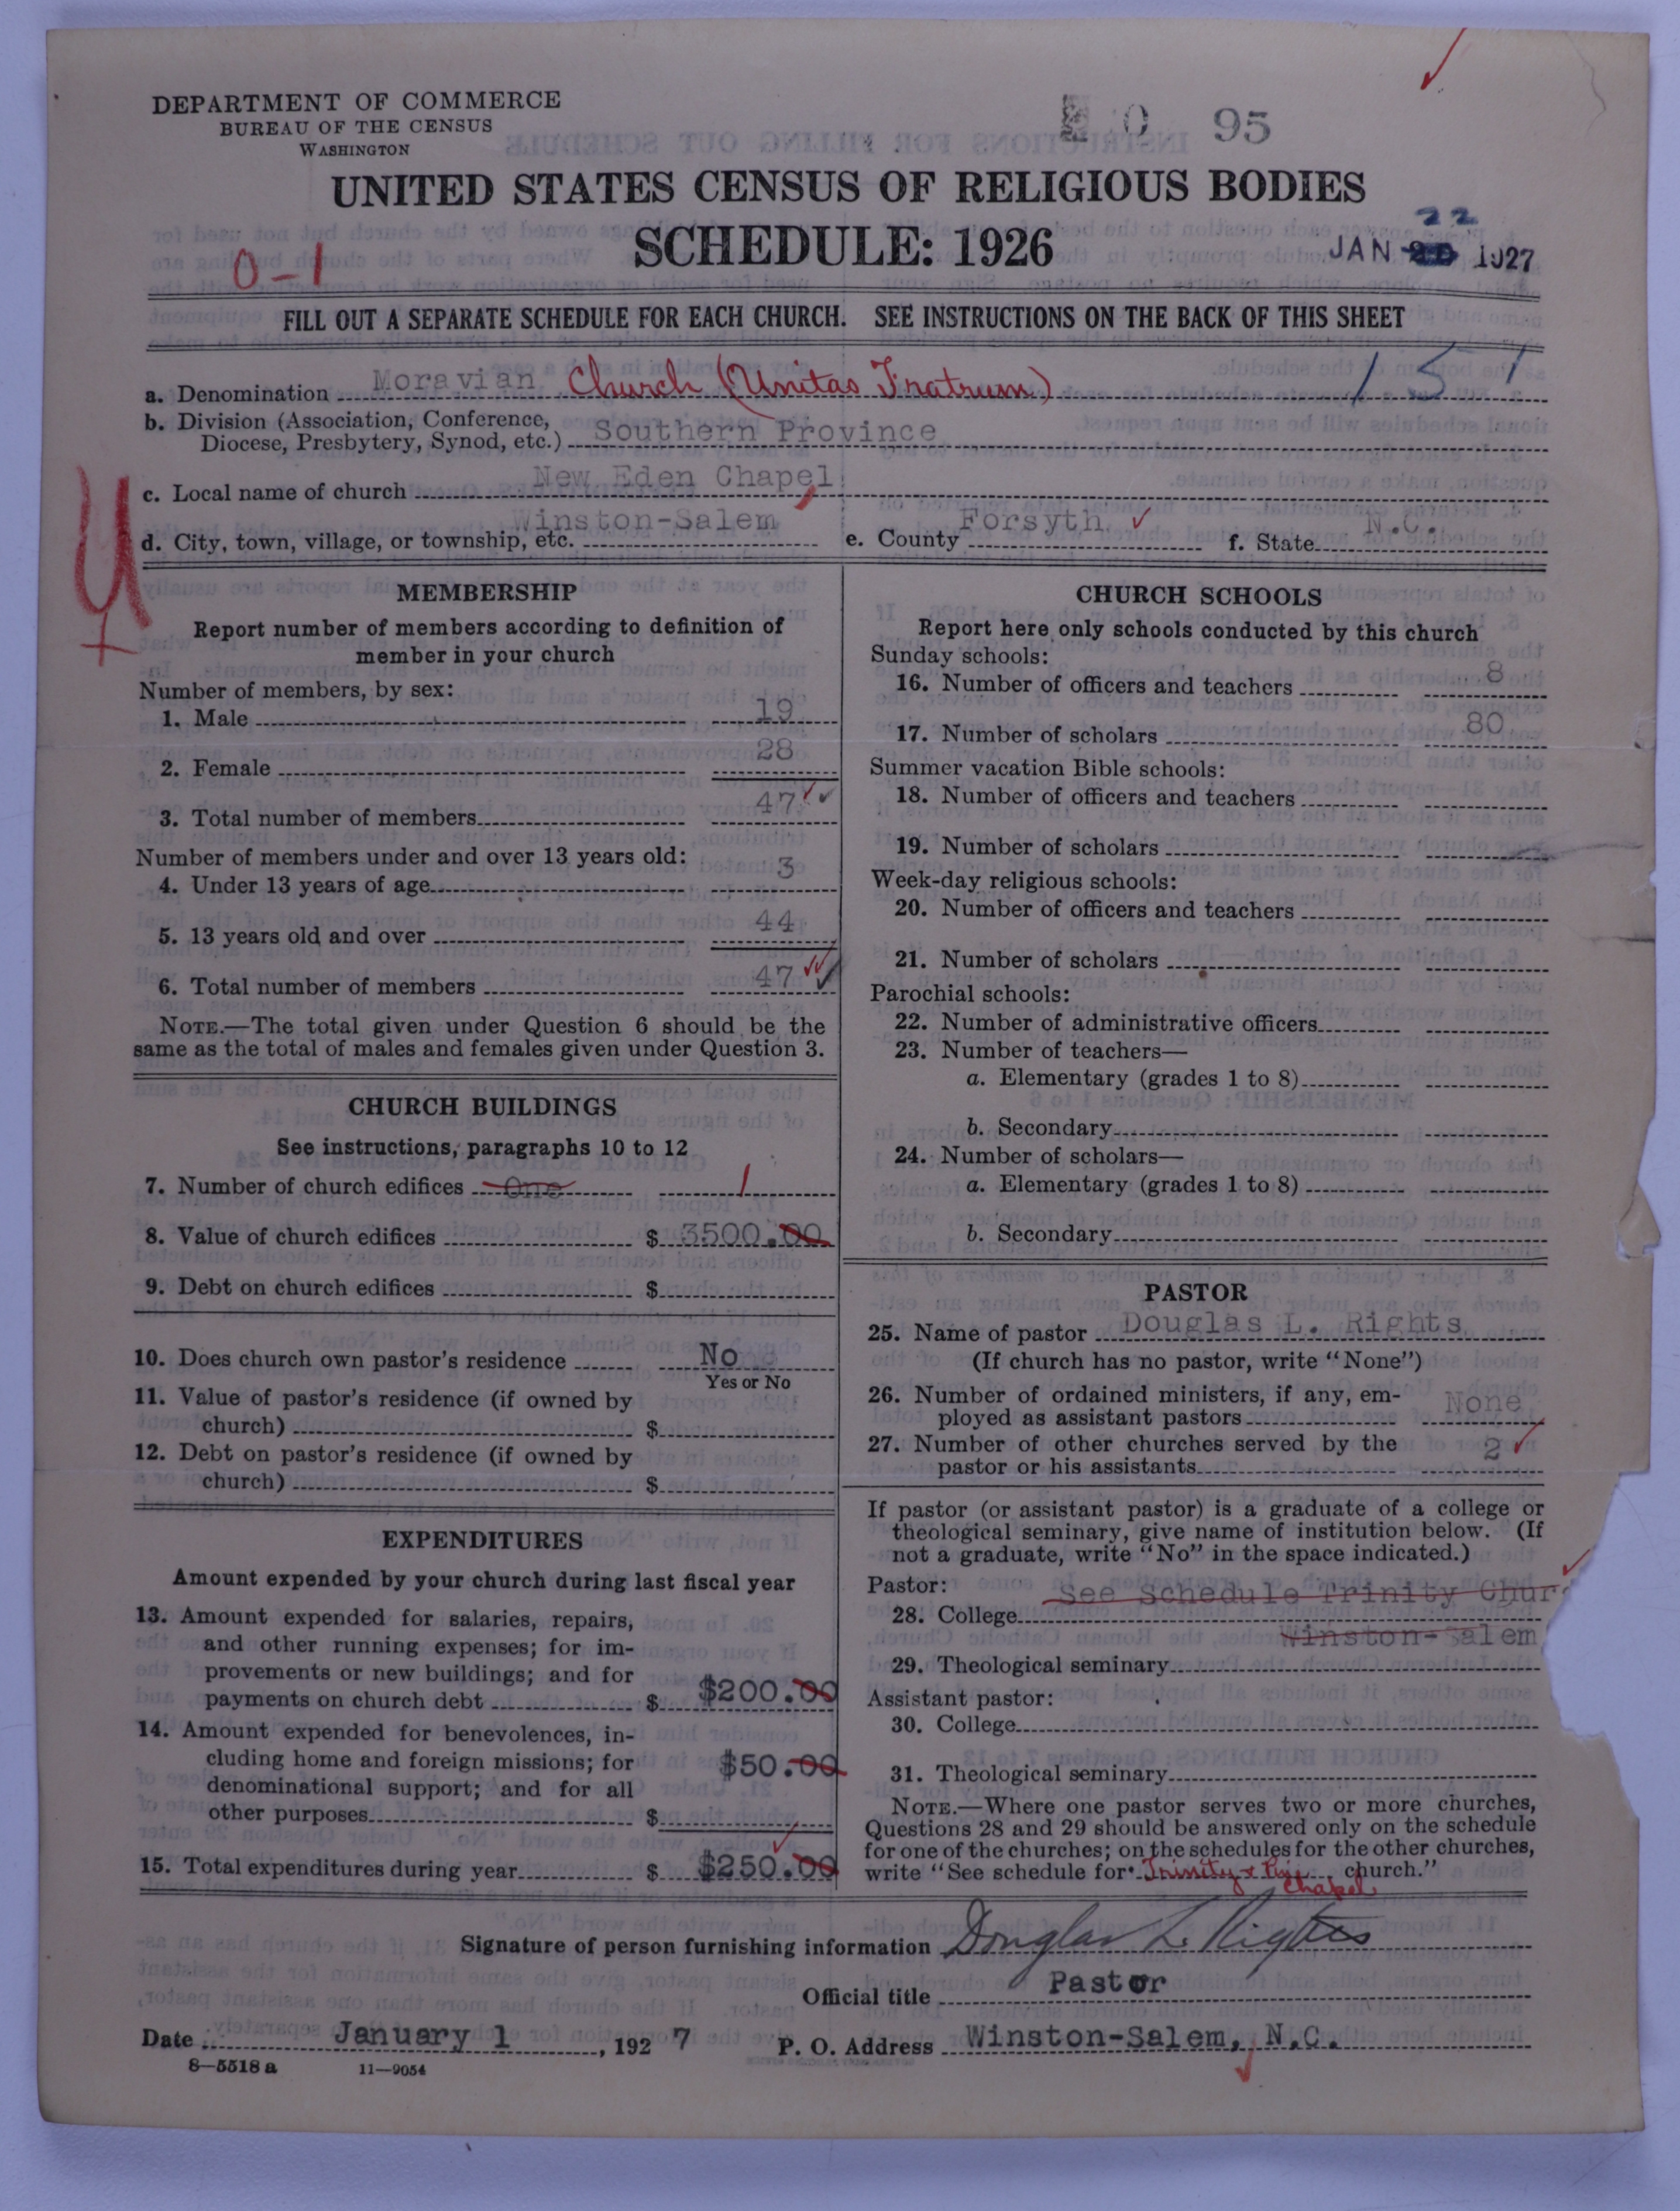 DEPARTMENT OF COMMERCE
BUREAU OF THE CENSUS
WASHINGTON
0 95
UNITED STATES CENSUS OF RELIGIOUS BODIES
SCHEDULE: 1926
JAN 22 1927
0-1
FILL OUT A SEPARATE SCHEDULE FOR EACH CHURCH. SEE INSTRUCTIONS ON THE BACK OF THIS SHEET
a. Denomination Moravian Church (Unitas Fratrum) 151
b. Division (Association, Conference,
Diocese, Presbytery, Synod, etc.) Southern Province
c. Local name of church New Eden Chapel
d. City, town, village, or township, etc. Winston-Salem e. County Forsyth f. State N.C.
MEMBERSHIP
Report number of members according to definition of
member in your church
Number of members, by sex:
1. Male 19
2. Female 28
3. Total number of members 47
Number of members under and over 13 years old:
4. Under 13 years of age 3
5. 13 years old and over 44
6. Total number of members 47
NOTE.—The total given under Question 6 should be the
same as the total of males and females given under Question 3.
CHURCH BUILDINGS
See instructions, paragraphs 10 to 12
7. Number of church edifices One 1
8. Value of church edifices $ 3500.00
9. Debt on church edifices $
10. Does church own pastor's residence No
Yes or No
11. Value of pastor's residence (if owned by
church) $
12. Debt on pastor's residence (if owned by
church) $
EXPENDITURES
Amount expended by your church during last fiscal year
13. Amount expended for salaries, repairs,
and other running expenses; for im-
provements or new buildings; and for
payments on church debt $ $200.00
14. Amount expended for benevolences, in-
cluding home and foreign missions; for $50.00
denominational support; and for all
other purposes $
15. Total expenditures during year $ $250.00
CHURCH SCHOOLS
Report here only schools conducted by this church
Sunday schools:
16. Number of officers and teachers 8
17. Number of scholars 80
Summer vacation Bible schools:
18. Number of officers and teachers
19. Number of scholars
Week-day religious schools:
20. Number of officers and teachers
21. Number of scholars
Parochial schools:
22. Number of administrative officers
23. Number of teachers—
a. Elementary (grades 1 to 8)
b. Secondary
24. Number of scholars—
a. Elementary (grades 1 to 8)
b. Secondary
PASTOR
25. Name of pastor Douglas L. Rights
(If church has no pastor, write "None")
26. Number of ordained ministers, if any, em-
ployed as assistant pastors None
27. Number of other churches served by the
pastor or his assistants 2
If pastor (or assistant pastor) is a graduate of a college or
theological seminary, give name of institution below. (If
not a graduate, write "No" in the space indicated.)
Pastor: See Schedule Trinity Chur
28. College
Winston-Salem
29. Theological seminary
Assistant pastor:
30. College
31. Theological seminary
NOTE.—Where one pastor serves two or more churches,
Questions 28 and 29 should be answered only on the schedule
for one of the churches; on the schedules for the other churches,
write "See schedule for Trinity church."
Chapel
Signature of person furnishing information Douglas L. Rights
Official title Pastor
Date January 1, 1927 P. O. Address Winston-Salem, N.C.
8—5518 a 11—9054